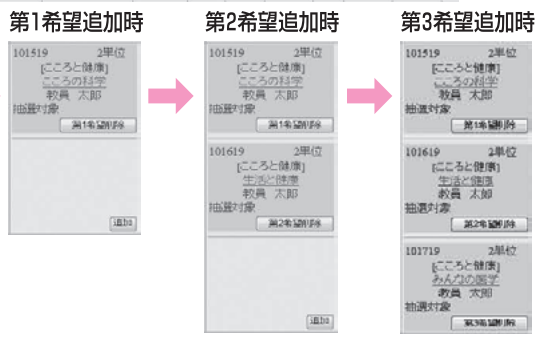 第1希望追加時
101519 2単位
[こころと健康]
こころの科学
教員 太郎
抽選対象
第1希望削除
追加
第2希望追加時
101519 2単位
[こころと健康]
こころの科学
教員 太郎
抽選対象
第1希望削除
101619 2単位
[こころと健康]
生活と健康
教員 太郎
抽選対象
第2希望削除
追加
第3希望追加時
101519 2単位
[こころと健康]
こころの科学
教員 太郎
抽選対象
第1希望削除
101619 2単位
[こころと健康]
生活と健康
教員 太郎
抽選対象
第2希望削除
101719 2単位
[こころと健康]
みんなの医学
教員 太郎
抽選対象
第3希望削除